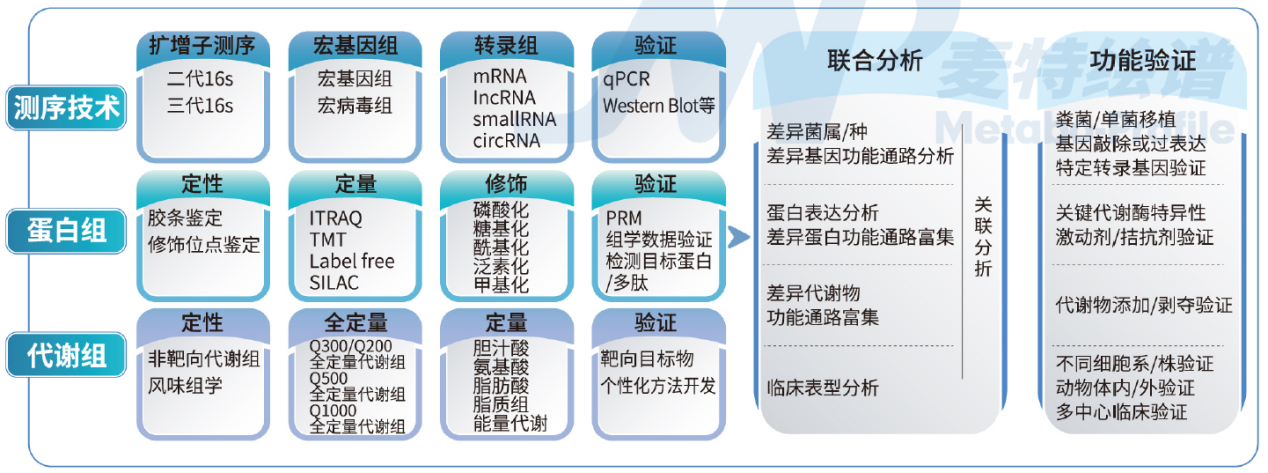 测序技术
扩增子测序
二代16s
三代16s
宏基因组
宏基因组
宏病毒组
转录组
mRNA
lncRNA
smallRNA
circRNA
验证
qPCR
Western Blot等
蛋白组
定性
胶条鉴定
修饰位点鉴定
定量
ITRAQ
TMT
Label free
SILAC
修饰
磷酸化
糖基化
酰基化
泛素化
甲基化
验证
PRM
组学数据验证
检测目标蛋白
/多肽
代谢组
定性
非靶向代谢组
风味组学
全定量
Q300/Q200
全定量代谢组
Q500
全定量代谢组
Q1000
全定量代谢组
定量
胆汁酸
氨基酸
脂肪酸
脂质组
能量代谢
验证
靶向目标物
个性化方法开发
联合分析
差异菌属/种
差异基因功能通路分析
蛋白表达分析
差异蛋白功能通路富集
差异代谢物
功能通路富集
临床表型分析
关
联
分
折
功能验证
粪菌/单菌移植
基因敲除或过表达
特定转录基因验证
关键代谢酶特异性
激动剂/拮抗剂验证
代谢物添加/剥夺验证
不同细胞系/株验证
动物体内/外验证
多中心临床验证
麦特绘谱
Metabo-Profile